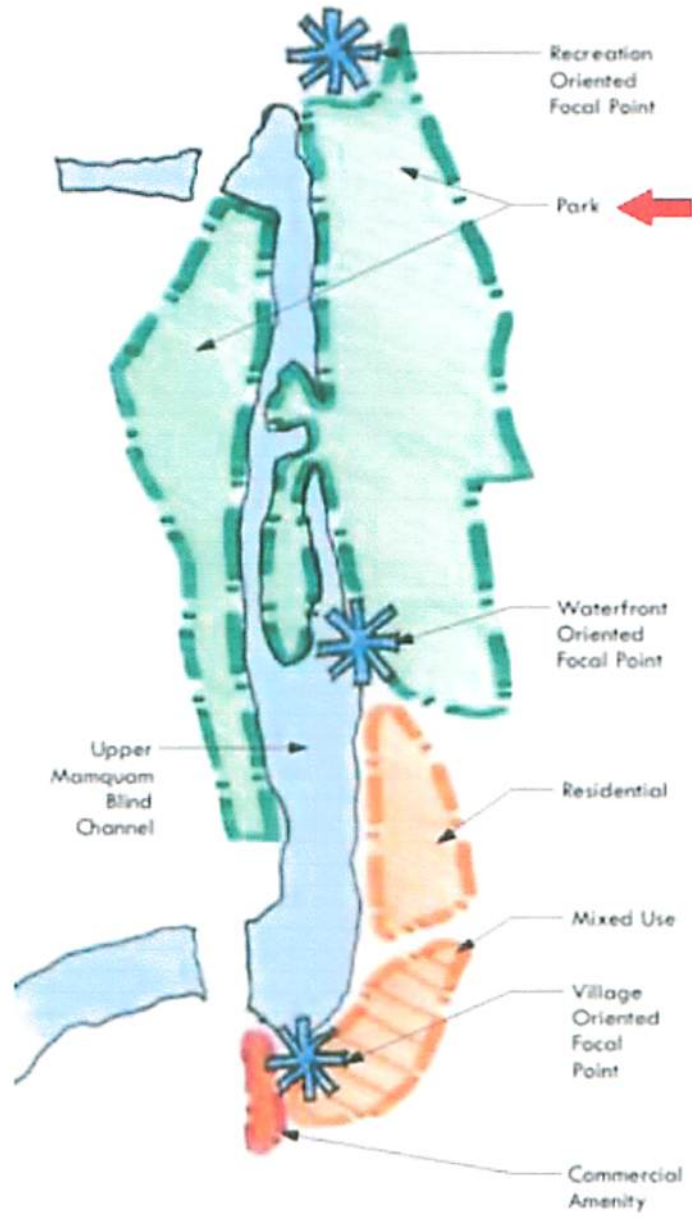 Recreation
Oriented
Focal Point
Park
Waterfront
Oriented
Focal Point
Upper
Mamquam
Blind
Channel
Residential
Mixed Use
Village
Oriented
Focal
Point
Commercial
Amenity